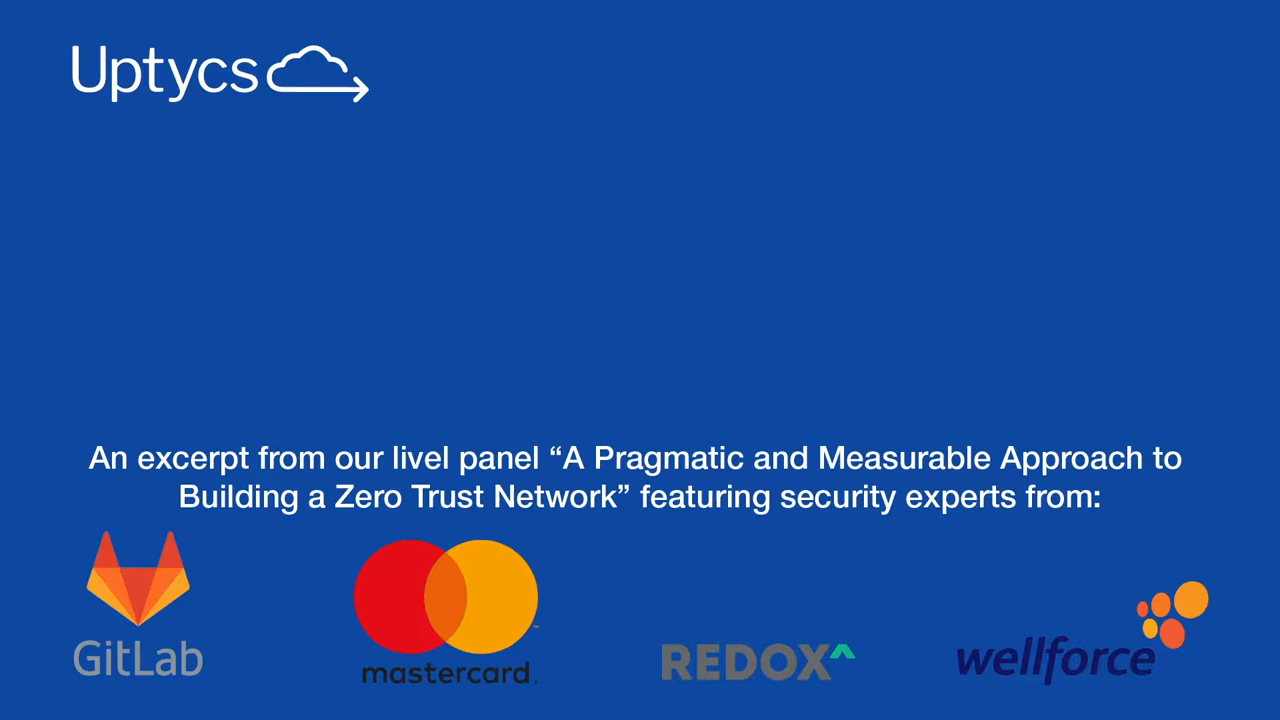 Uptycs
An excerpt from our livel panel “A Pragmatic and Measurable Approach to
Building a Zero Trust Network” featuring security experts from:
GitLab
mastercard.
REDOX^
wellforce